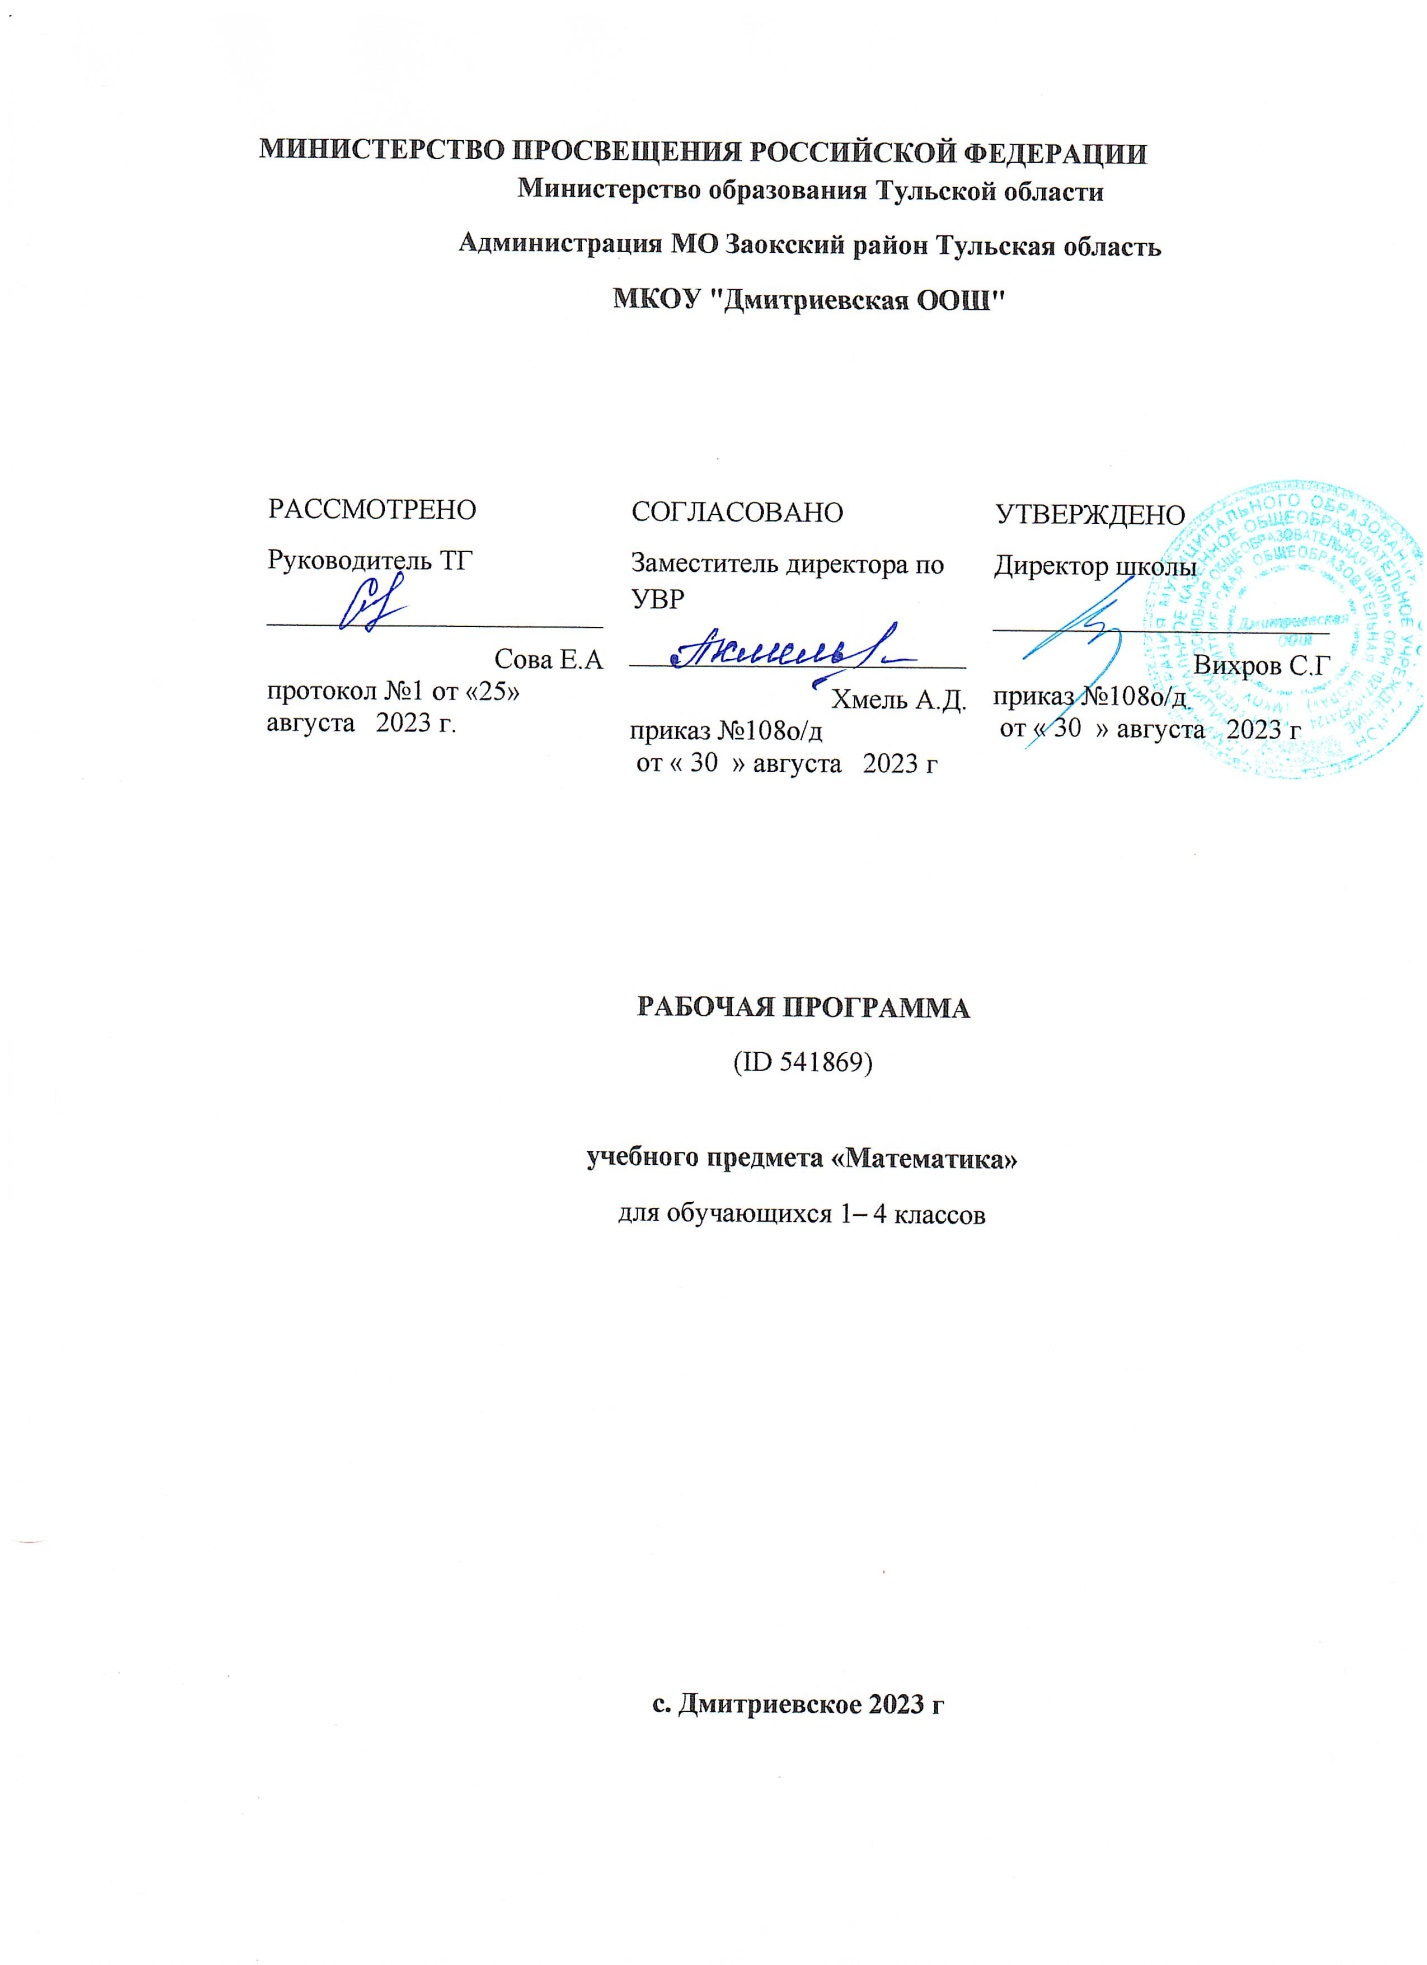 МИНИСТЕРСТВО ПРОСВЕЩЕНИЯ РОССИЙСКОЙ ФЕДЕРАЦИИ
Министерство образования Тульской области
Администрация МО Заокский район Тульская область
МКОУ "Дмитриевская ООШ"
РАССМОТРЕНО
Руководитель ТГ
Сова Е.А
протокол №1 от «25»
августа 2023 г.
СОГЛАСОВАНО
Заместитель директора по
УВР
Хмель А.Д.
приказ №108о/д
от « 30 » августа 2023 г
УТВЕРЖДЕНО
Директор школы
Вихров С.Г
приказ №108о/д
от « 30 » августа 2023 г
Дмитриевская
ООШ
РАБОЧАЯ ПРОГРАММА
(ID 541869)
учебного предмета «Математика»
для обучающихся 1– 4 классов
с. Дмитриевское 2023 г